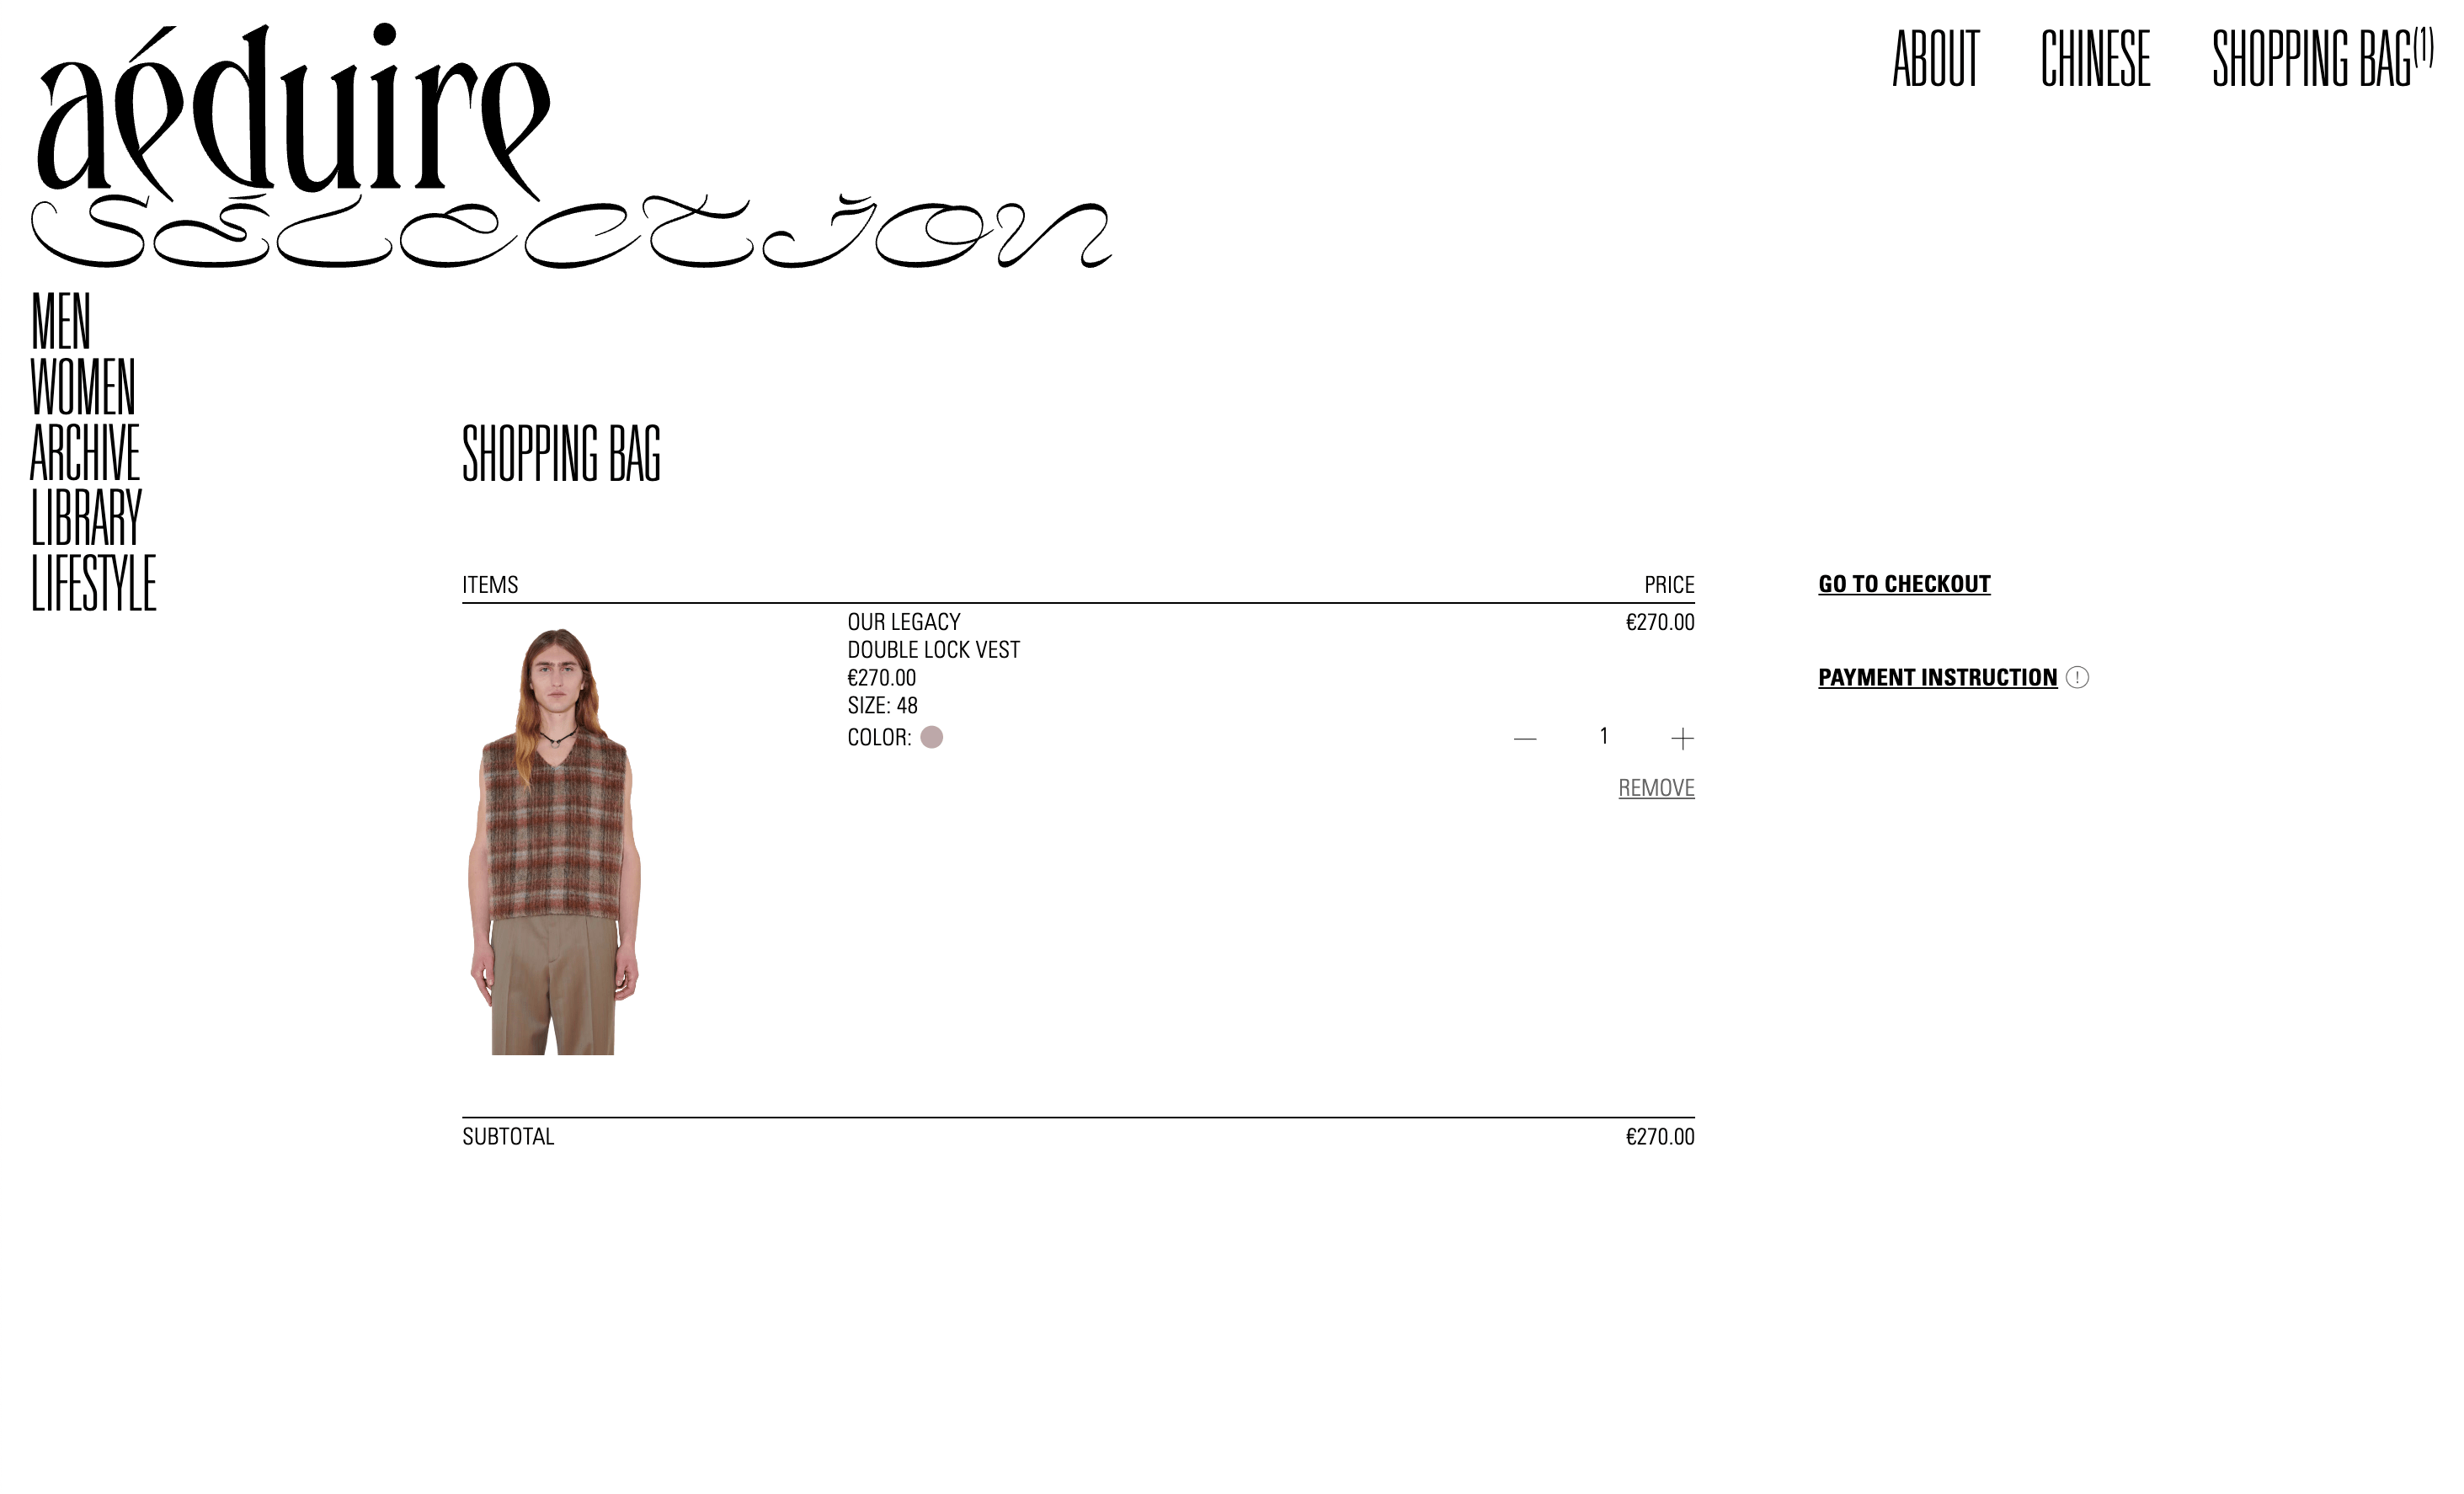 aéduire
SÉLECTION
ABOUT CHINESE SHOPPING BAG(1)
MEN
WOMEN
ARCHIVE
LIBRARY
LIFESTYLE
SHOPPING BAG
ITEMS PRICE
OUR LEGACY €270.00
DOUBLE LOCK VEST
€270.00
SIZE: 48
COLOR:
— 1 +
REMOVE
SUBTOTAL €270.00
GO TO CHECKOUT
PAYMENT INSTRUCTION !